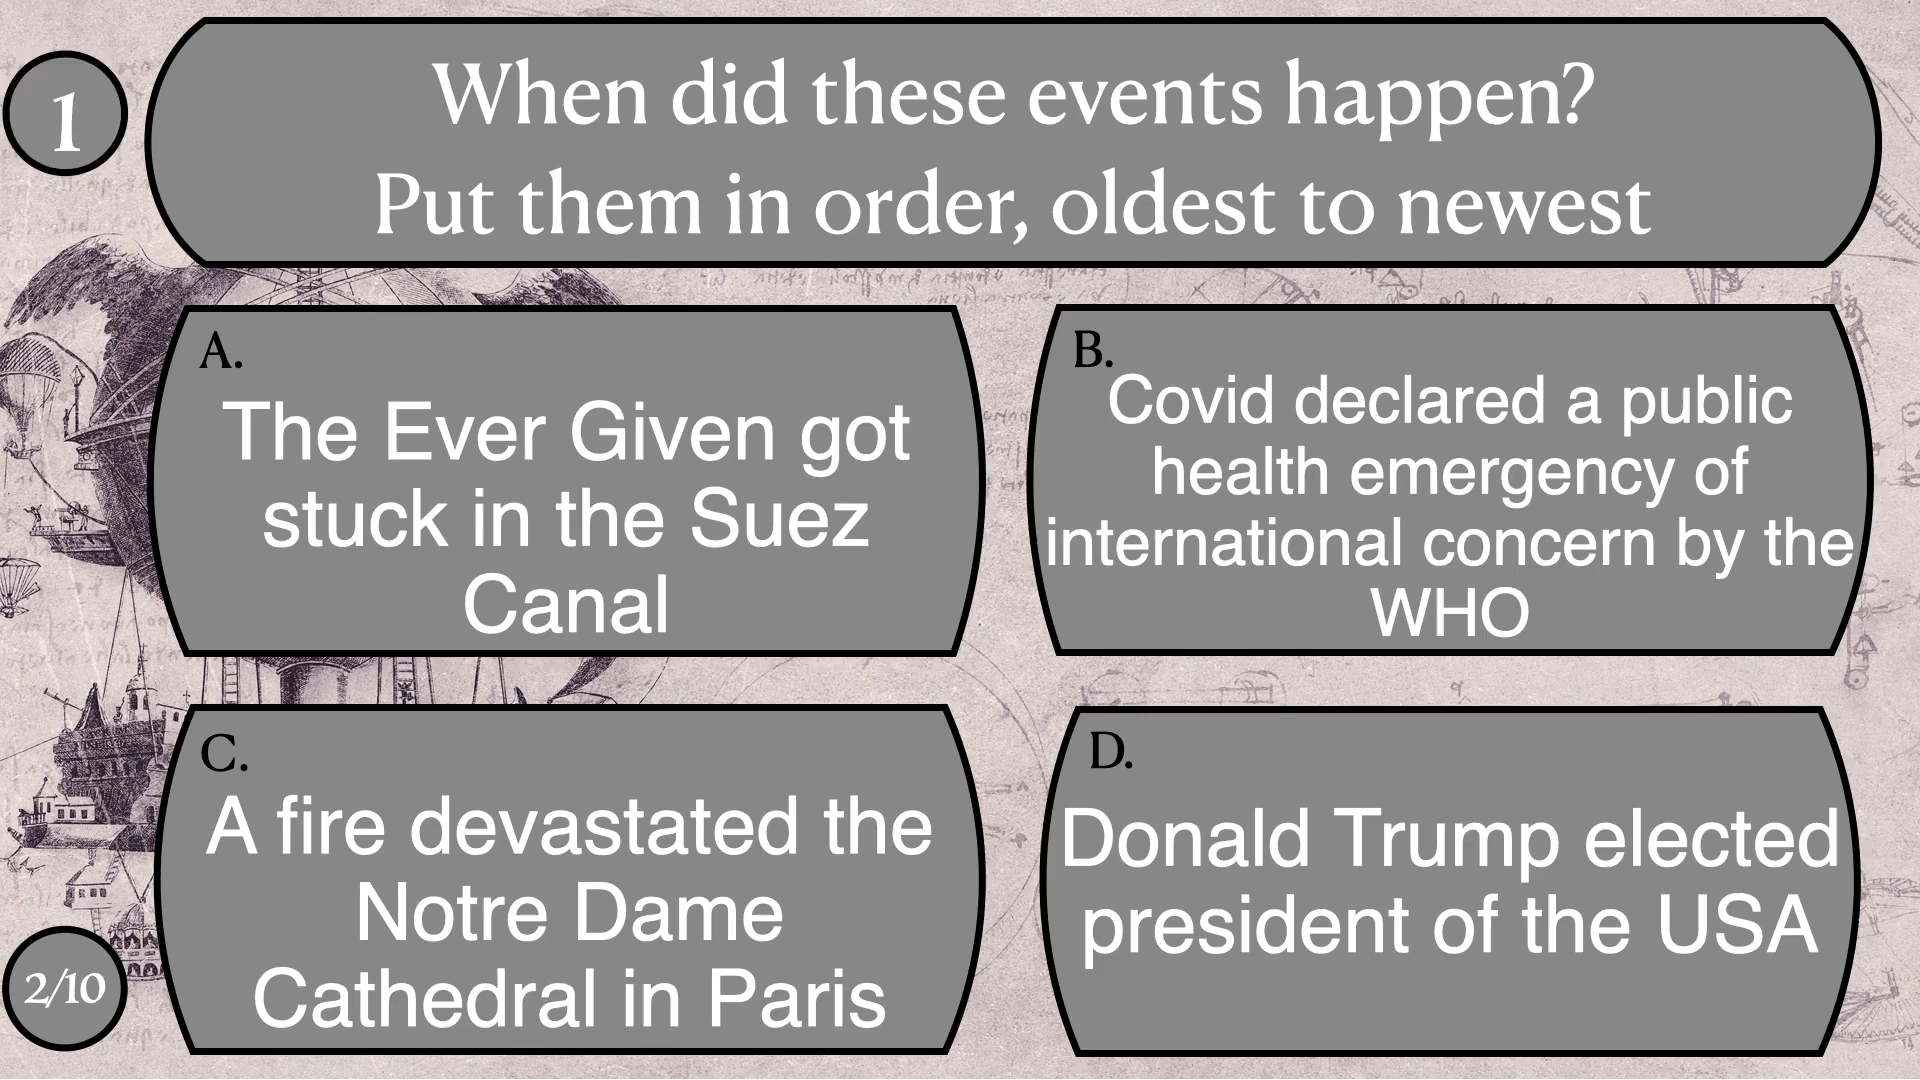 1
When did these events happen?
Put them in order, oldest to newest
A.
The Ever Given got
stuck in the Suez
Canal
B.
Covid declared a public
health emergency of
international concern by the
WHO
C.
A fire devastated the
Notre Dame
Cathedral in Paris
D.
Donald Trump elected
president of the USA
2/10